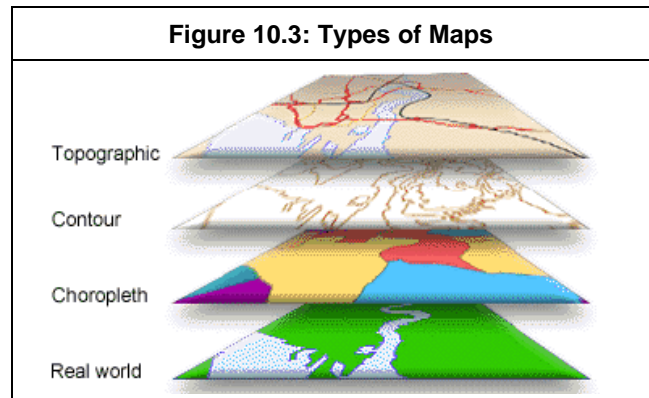 Figure 10.3: Types of Maps
Topographic
Contour
Choropleth
Real world